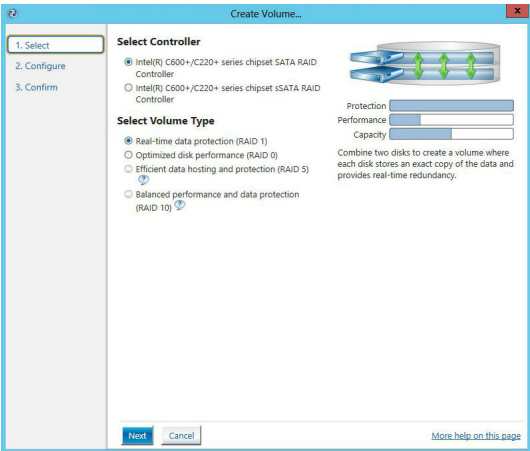 Create Volume...
x
1. Select
2. Configure
3. Confirm
Select Controller
Intel(R) C600+/C220+ series chipset SATA RAID
Controller
Intel(R) C600+/C220+ series chipset sSATA RAID
Controller
Select Volume Type
Real-time data protection (RAID 1)
Optimized disk performance (RAID 0)
Efficient data hosting and protection (RAID 5)
?
Balanced performance and data protection
(RAID 10) ?
Protection
Performance
Capacity
Combine two disks to create a volume where
each disk stores an exact copy of the data and
provides real-time redundancy.
Next
Cancel
More help on this page